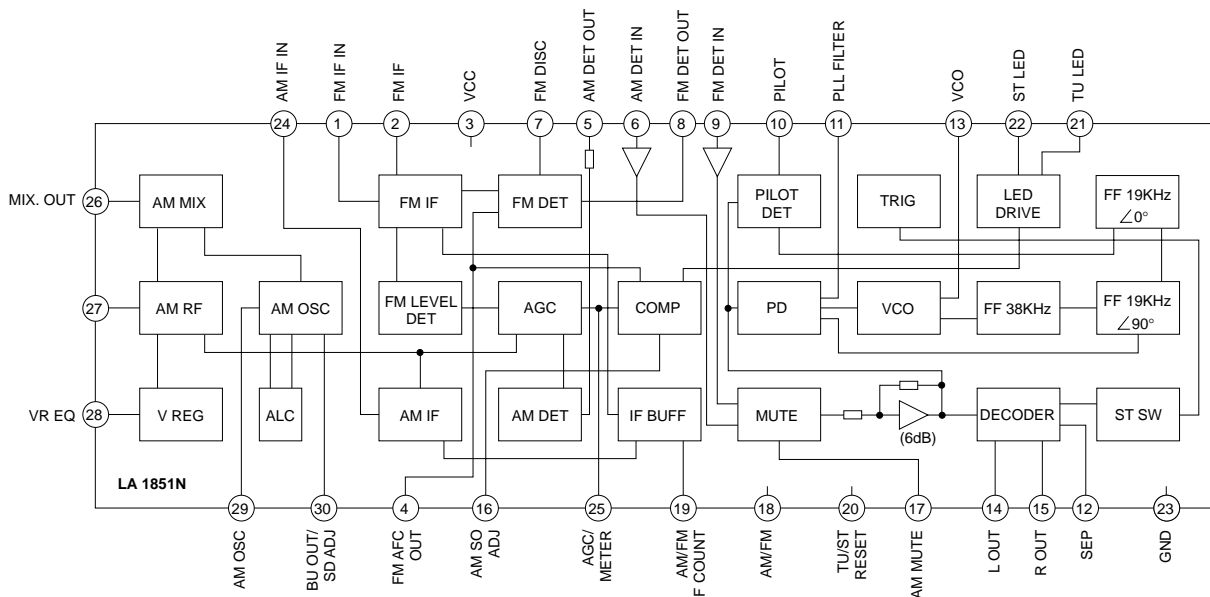 AM IF IN
FM IF IN
FM IF
VCC
FM DISC
AM DET OUT
AM DET IN
FM DET OUT
FM DET IN
PILOT
PLL FILTER
VCO
ST LED
TU LED
24
1
2
3
7
5
6
8
9
10
11
13
22
21
MIX. OUT
26
AM MIX
FM IF
FM DET
PILOT
DET
TRIG
LED
DRIVE
FF 19KHz
∠0°
27
AM RF
AM OSC
FM LEVEL
DET
AGC
COMP
PD
VCO
FF 38KHz
FF 19KHz
∠90°
VR EQ
28
V REG
ALC
AM IF
AM DET
IF BUFF
MUTE
(6dB)
DECODER
ST SW
LA 1851N
29
30
4
16
25
19
18
20
17
14
15
12
23
AM OSC
BU OUT/
SD ADJ
FM AFC
OUT
AM SO
ADJ
AGC/
METER
AM/FM
F COUNT
AM/FM
TU/ST
RESET
AM MUTE
L OUT
R OUT
SEP
GND